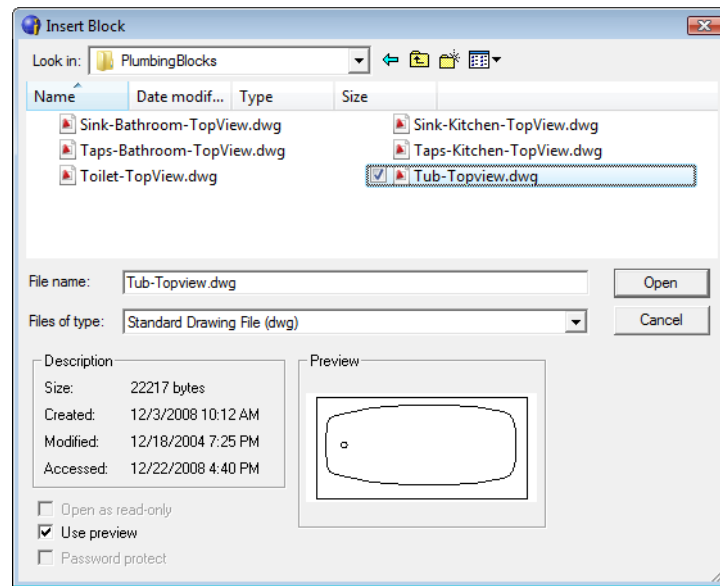 Insert Block
Look in: PlumbingBlocks
Name Date modif... Type Size
Sink-Bathroom-TopView.dwg Sink-Kitchen-TopView.dwg
Taps-Bathroom-TopView.dwg Taps-Kitchen-TopView.dwg
Toilet-TopView.dwg Tub-Topview.dwg
File name: Tub-Topview.dwg Open
Files of type: Standard Drawing File (dwg) Cancel
Description Preview
Size: 22217 bytes
Created: 12/3/2008 10:12 AM
Modified: 12/18/2004 7:25 PM
Accessed: 12/22/2008 4:40 PM
Open as read-only
Use preview
Password protect